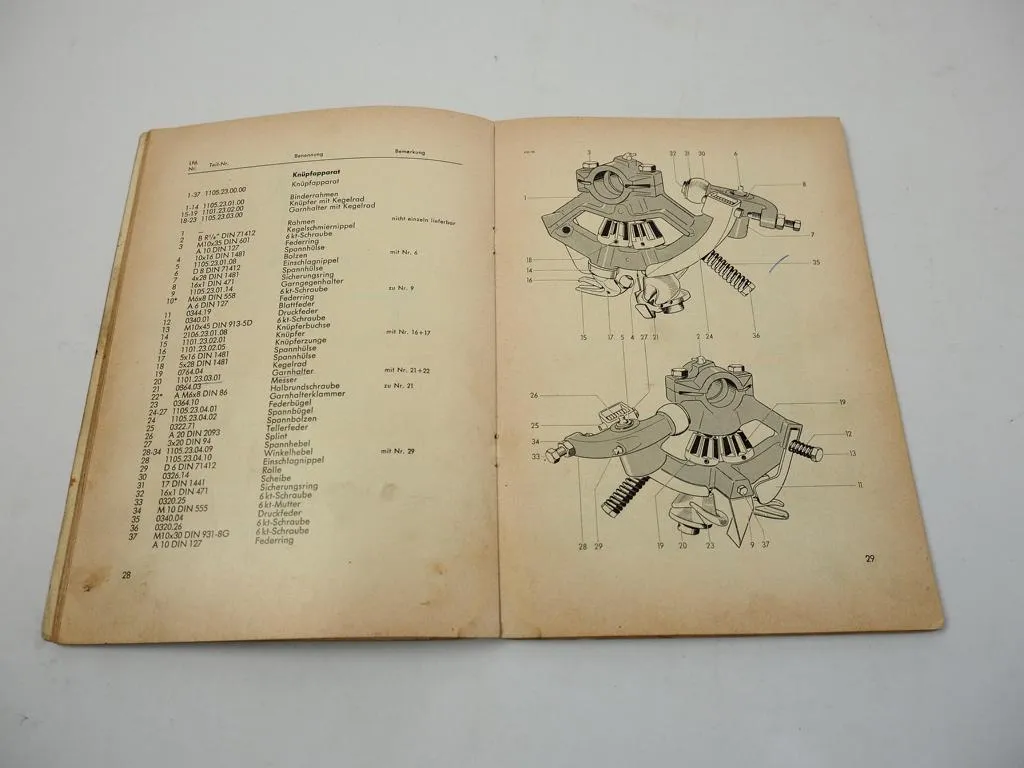 Lfd. Nr. Teil-Nr. Benennung Bemerkung
Knüpfapparat
1-37 1105.23.00.00 Knüpfapparat
1-14 1105.23.01.00 Binderrahmen
15-19 1101.23.02.00 Knüpfer mit Kegelrad
18-23 1105.23.03.00 Garnhalter mit Kegelrad
1 — Rahmen nicht einzeln lieferbar
2 B R¹/₈" DIN 71412 Kegelschmiernippel
3 M10x35 DIN 601 6kt-Schraube
A 10 DIN 127 Federring
4 10x16 DIN 1481 Spannhülse
5 1105.23.01.08 Bolzen mit Nr. 6
6 D 8 DIN 71412 Einschlagnippel
7 4x28 DIN 1481 Spannhülse
8 16x1 DIN 471 Sicherungsring
9 1105.23.01.14 Garngegenhalter
10* M6x8 DIN 558 6kt-Schraube zu Nr. 9
A 6 DIN 127 Federring
11 0344.19 Blattfeder
12 0340.01 Druckfeder
13 M10x45 DIN 913-5D 6kt-Schraube
14 2106.23.01.08 Knüpferbuchse
15 1101.23.02.01 Knüpfer mit Nr. 16+17
16 1101.23.02.05 Knüpferzunge
17 5x16 DIN 1481 Spannhülse
18 5x28 DIN 1481 Spannhülse
19 0764.04 Kegelrad
20 1101.23.03.01 Garnhalter mit Nr. 21+22
21 0864.03 Messer
22* A M6x8 DIN 86 Halbrundschraube zu Nr. 21
23 0364.10 Garnhalterklammer
24-27 1105.23.04.01 Federbügel
24 1105.23.04.02 Spannbügel
25 0322.71 Spannbolzen
26 A 20 DIN 2093 Tellerfeder
27 3x20 DIN 94 Splint
28-34 1105.23.04.09 Spannhebel
28 1105.23.04.10 Winkelhebel mit Nr. 29
29 D 6 DIN 71412 Einschlagnippel
30 0326.14 Rolle
31 17 DIN 1441 Scheibe
32 16x1 DIN 471 Sicherungsring
33 0320.25 6kt-Schraube
34 M 10 DIN 555 6kt-Mutter
35 0340.04 Druckfeder
36 0320.26 6kt-Schraube
37 M10x30 DIN 931-8G 6kt-Schraube
A 10 DIN 127 Federring
28
3 32 31 30 6
1 8
7
18 35
14
16
15 17 5 4 27 21 2 24 36
26 19
25 12
34
33 13
11
28 29 19 20 23 9 37
29